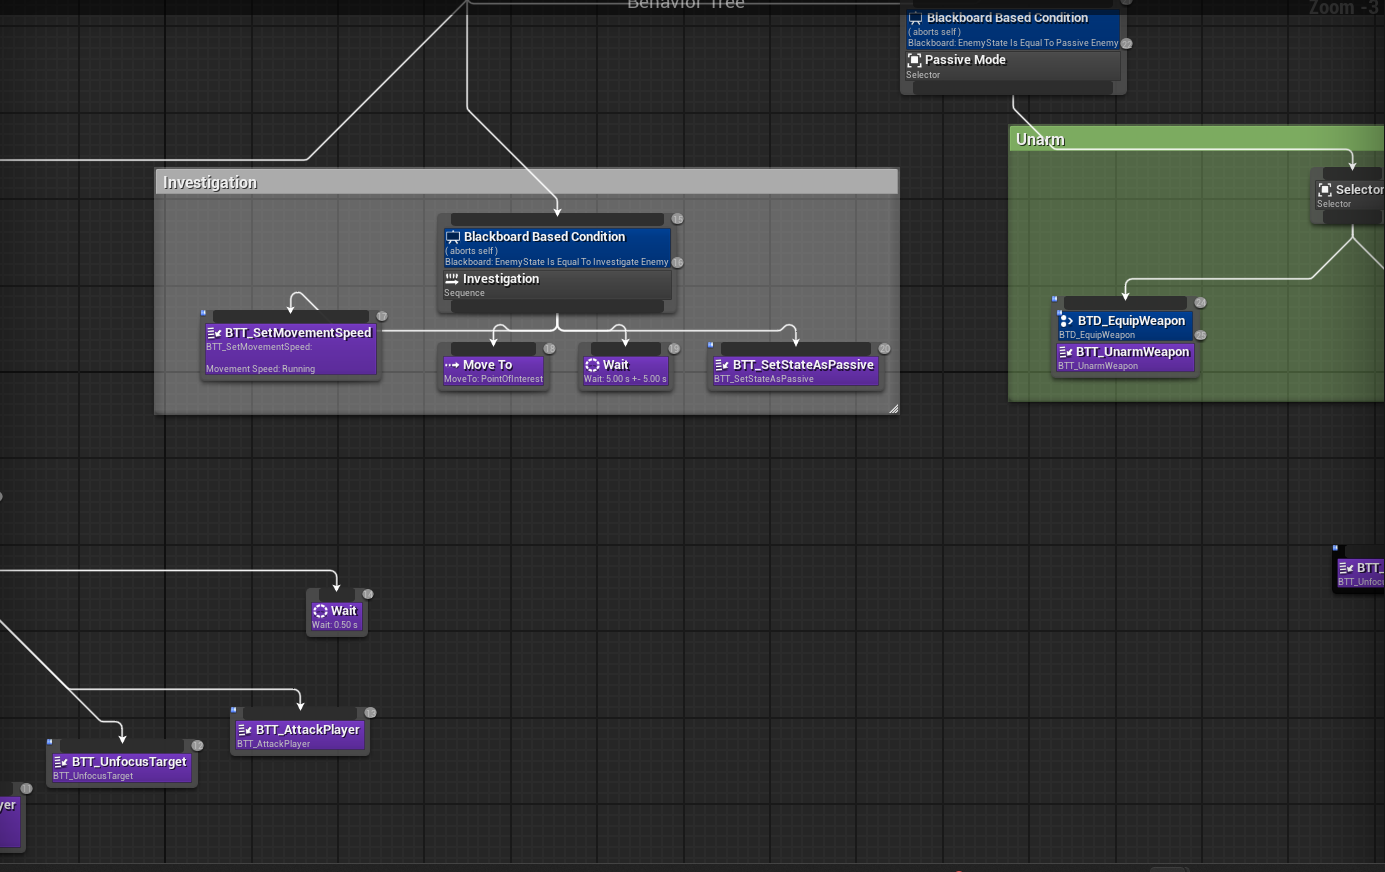 Behavior Tree
Zoom -3
Blackboard Based Condition
( aborts self )
Blackboard: EnemyState Is Equal To Passive Enemy
22
Passive Mode
Selector
Unarm
Selector
Selector
Investigation
15
Blackboard Based Condition
( aborts self )
Blackboard: EnemyState Is Equal To Investigate Enemy
16
Investigation
Sequence
17
BTT_SetMovementSpeed
BTT_SetMovementSpeed:
Movement Speed: Running
18
Move To
MoveTo: PointOfInterest
19
Wait
Wait: 5.00 s +- 5.00 s
20
BTT_SetStateAsPassive
BTT_SetStateAsPassive
BTD_EquipWeapon
BTD_EquipWeapon
25
BTT_UnarmWeapon
BTT_UnarmWeapon
BTT_
BTT_Unfoc
14
Wait
Wait: 0.50 s
13
BTT_AttackPlayer
BTT_AttackPlayer
12
BTT_UnfocusTarget
BTT_UnfocusTarget
11
yer